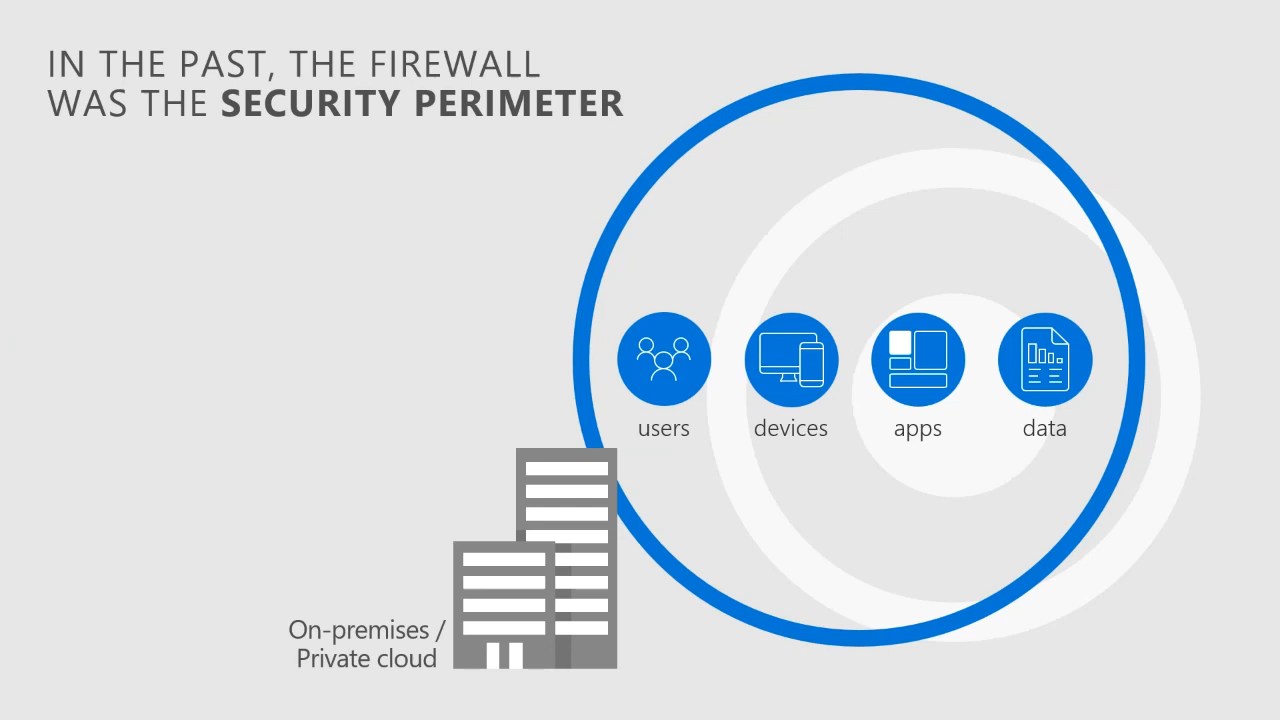 IN THE PAST, THE FIREWALL
WAS THE SECURITY PERIMETER
users
devices
apps
data
On-premises /
Private cloud